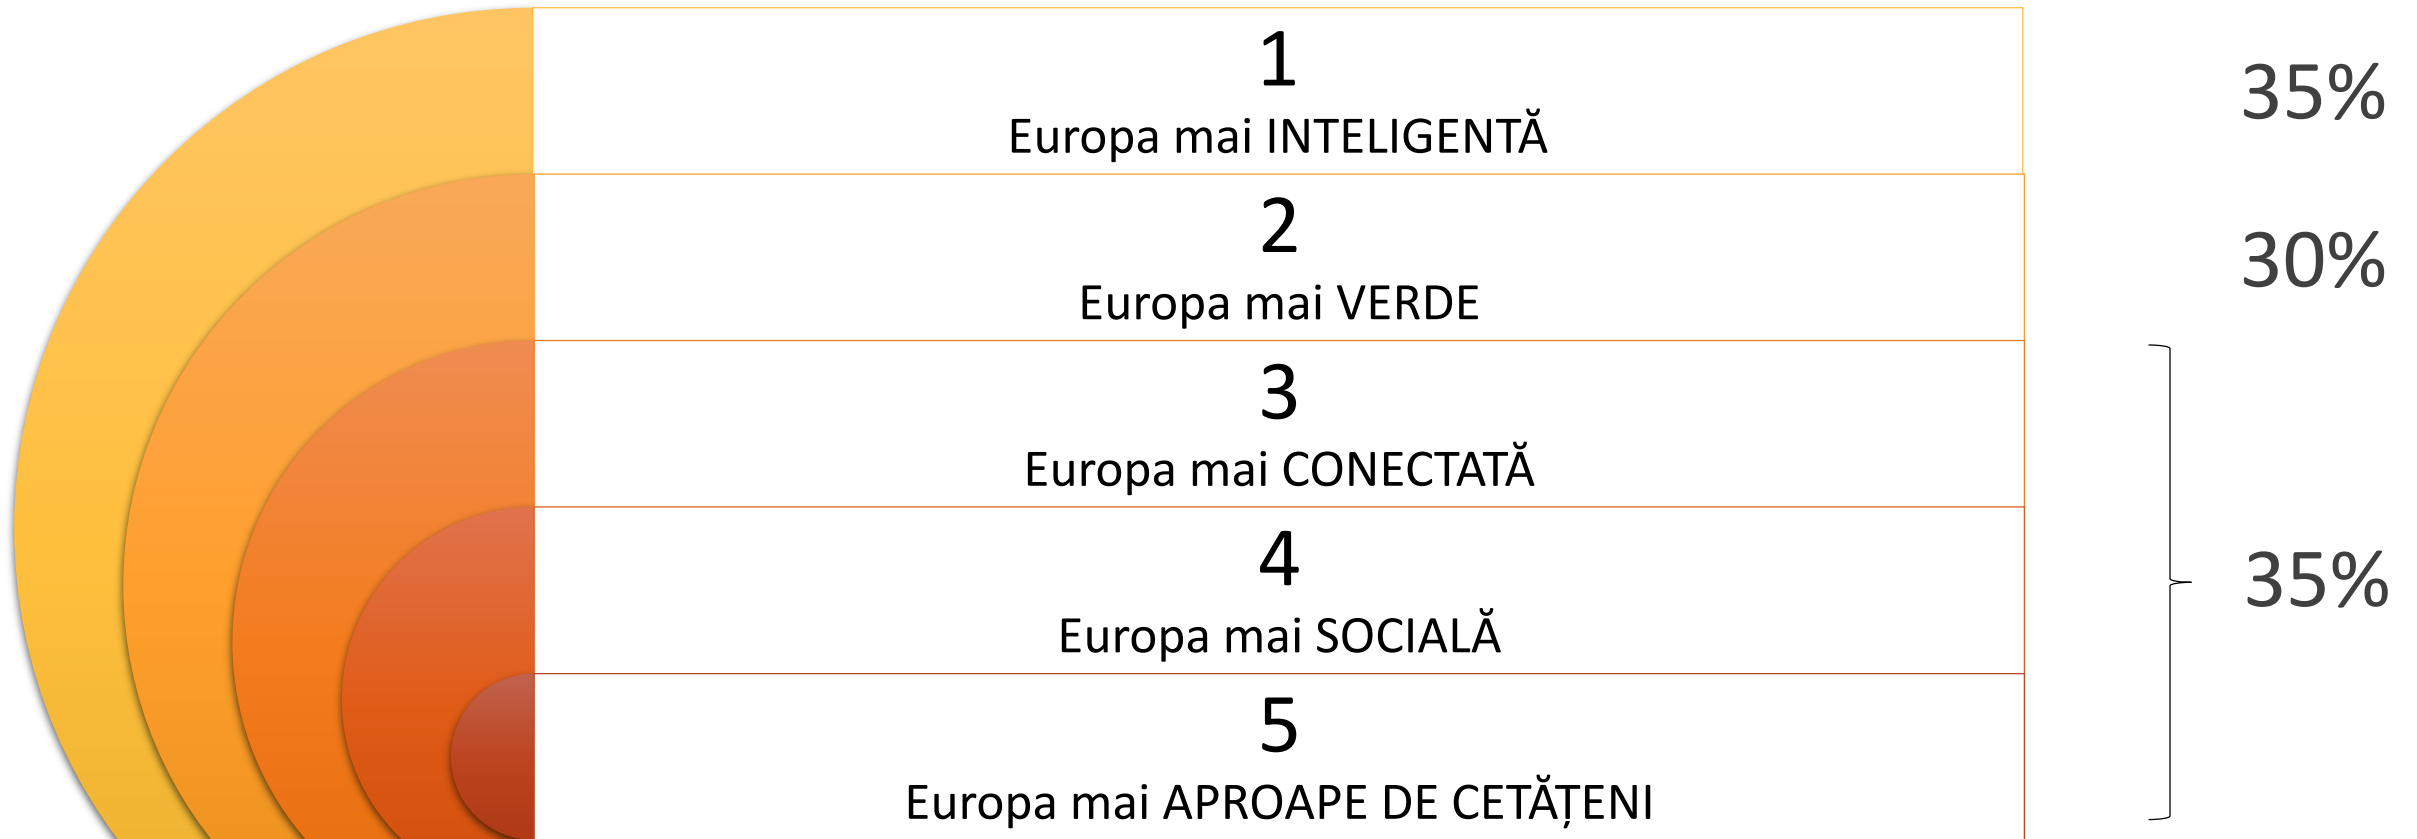 1
Europa mai INTELIGENTĂ
35%
2
Europa mai VERDE
30%
3
Europa mai CONECTATĂ
4
Europa mai SOCIALĂ
35%
5
Europa mai APROAPE DE CETĂȚENI